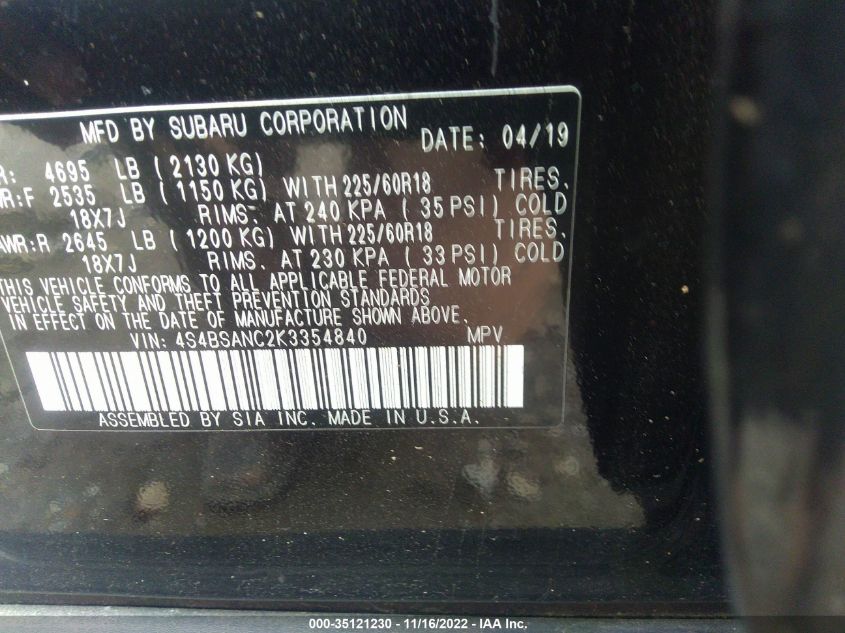 MFD BY SUBARU CORPORATION DATE: 04/19
R: 4695 LB (2130 KG)
WR:F 2535 LB (1150 KG) WITH 225/60R18 TIRES,
18X7J RIMS, AT 240 KPA (35 PSI) COLD
AWR:R 2645 LB (1200 KG) WITH 225/60R18 TIRES,
18X7J RIMS, AT 230 KPA (33 PSI) COLD
THIS VEHICLE CONFORMS TO ALL APPLICABLE FEDERAL MOTOR
VEHICLE SAFETY AND THEFT PREVENTION STANDARDS
IN EFFECT ON THE DATE OF MANUFACTURE SHOWN ABOVE.
VIN: 4S4BSANC2K3354840 MPV
ASSEMBLED BY SIA INC. MADE IN U.S.A.
000-35121230 - 11/16/2022 - IAA Inc.